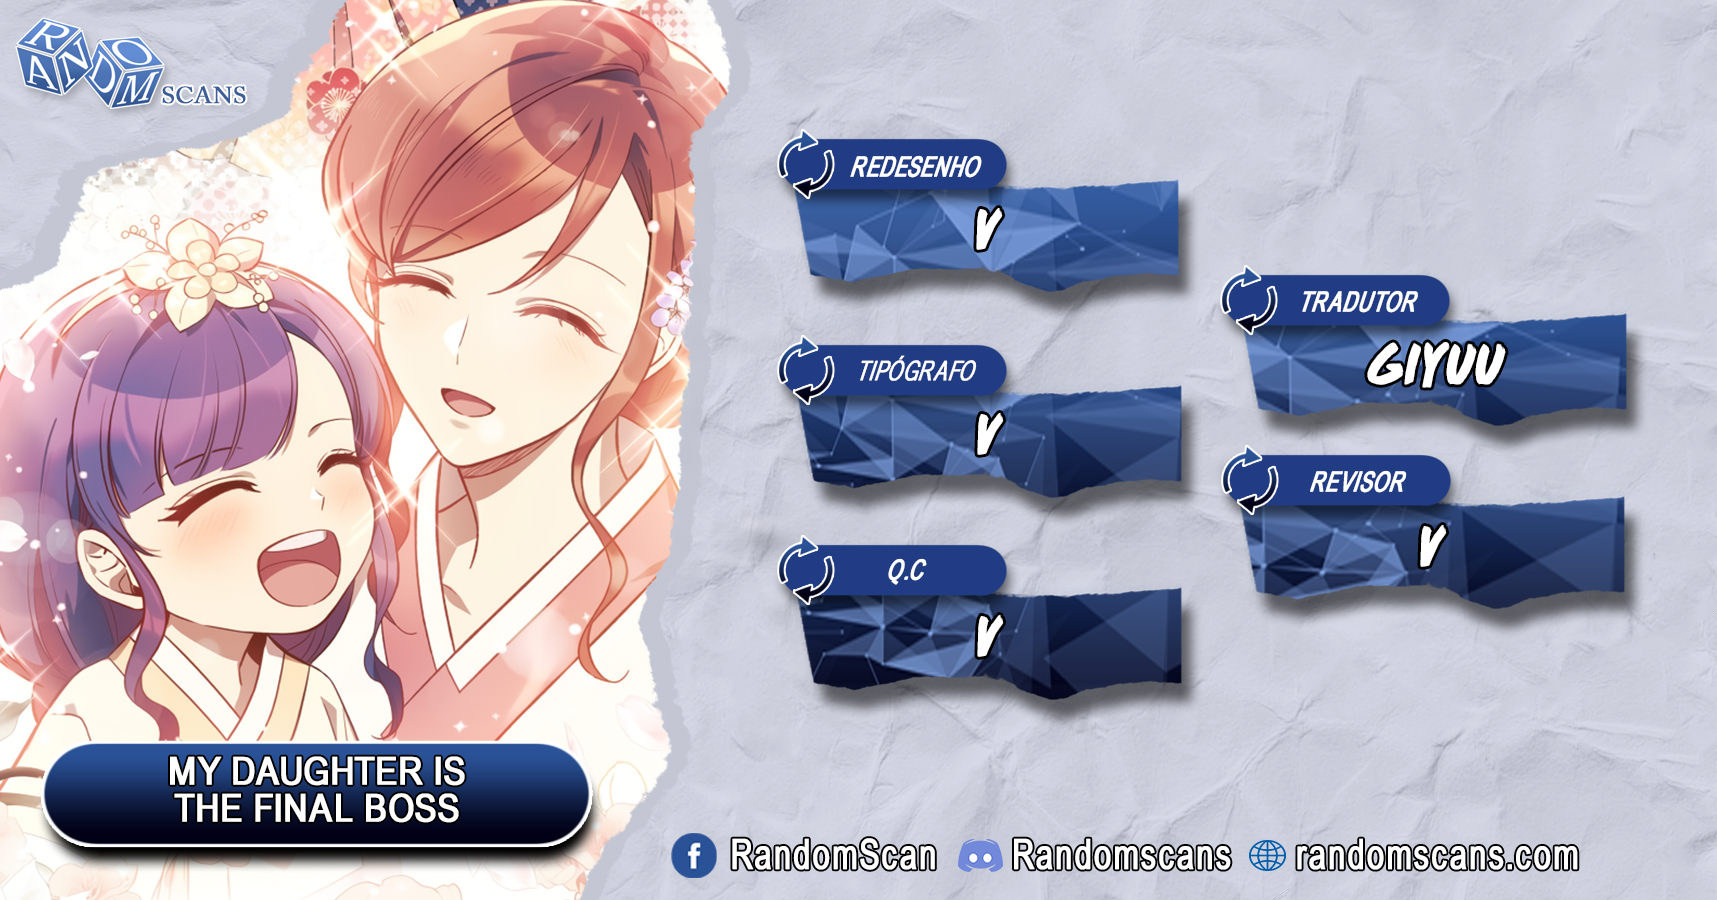 RANDOM SCANS
REDESENHO
V
TIPÓGRAFO
V
Q.C
V
TRADUTOR
GIYUU
REVISOR
V
MY DAUGHTER IS
THE FINAL BOSS
RandomScan
Randomscans
randomscans.com